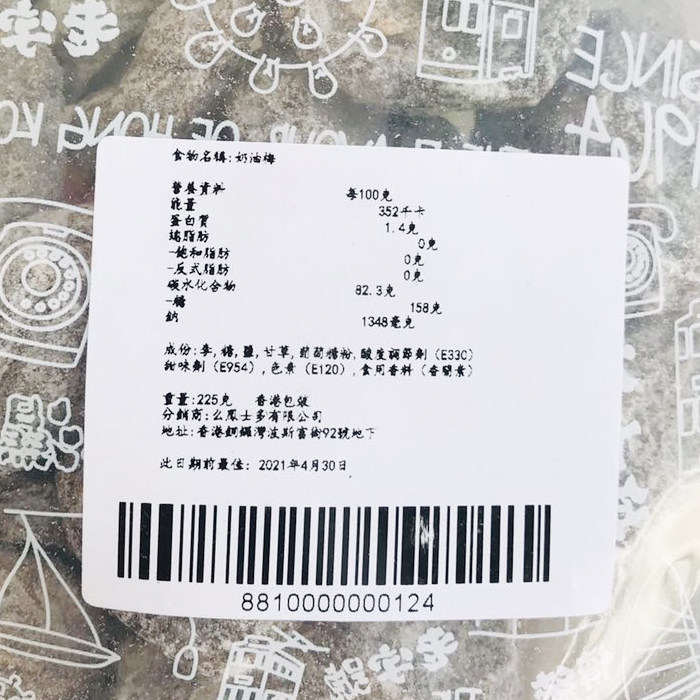 SINCE
1964
OF HONG KO
食物名稱:奶油梅
營養資料 每100克
能量 352千卡
蛋白質 1.4克
總脂肪 0克
-飽和脂肪 0克
-反式脂肪 0克
碳水化合物 82.3克
-糖 158克
鈉 1348毫克
成份:李,糖,鹽,甘草,葡萄糖粉,酸度調節劑(E330)
甜味劑(E954),色素(E120),食用香料(香蘭素)
重量:225克 香港包裝
分銷商:么鳳士多有限公司
地址:香港銅鑼灣波斯富街92號地下
此日期前最佳: 2021年4月30日
8810000000124